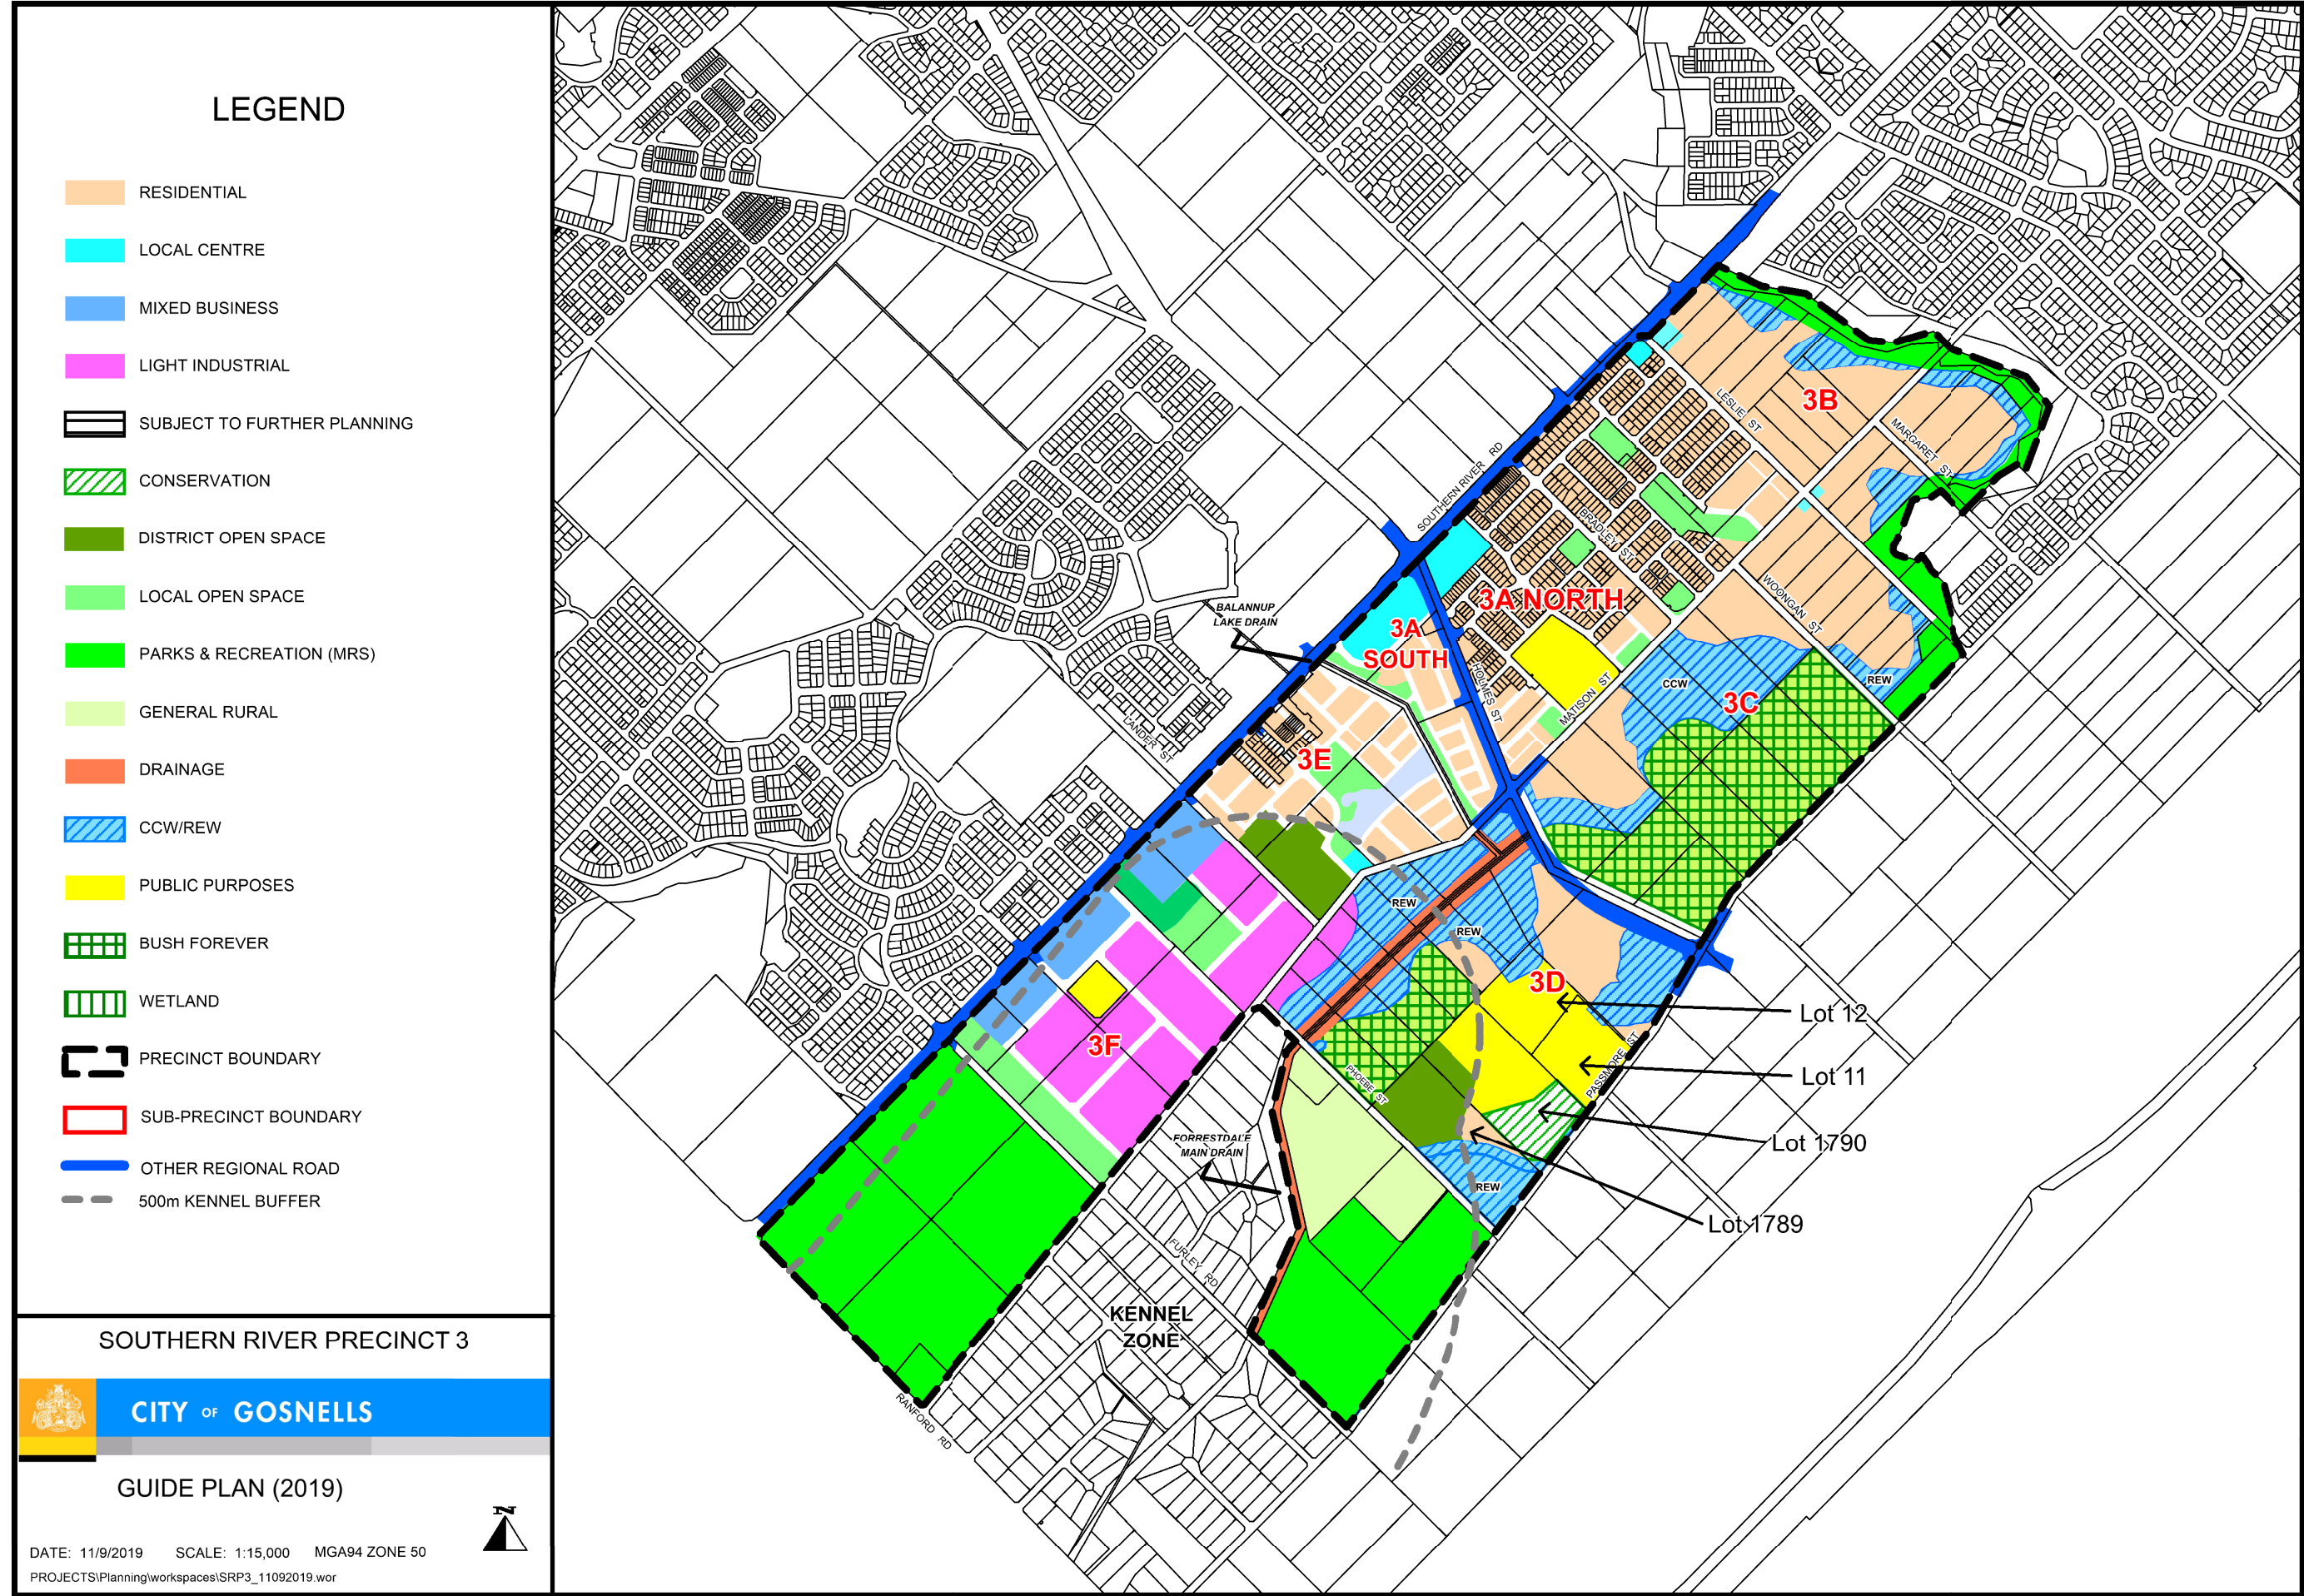 LEGEND
RESIDENTIAL
LOCAL CENTRE
MIXED BUSINESS
LIGHT INDUSTRIAL
SUBJECT TO FURTHER PLANNING
CONSERVATION
DISTRICT OPEN SPACE
LOCAL OPEN SPACE
PARKS & RECREATION (MRS)
GENERAL RURAL
DRAINAGE
CCW/REW
PUBLIC PURPOSES
BUSH FOREVER
WETLAND
PRECINCT BOUNDARY
SUB-PRECINCT BOUNDARY
OTHER REGIONAL ROAD
500m KENNEL BUFFER
SOUTHERN RIVER PRECINCT 3
CITY OF GOSNELLS
GUIDE PLAN (2019)
N
DATE: 11/9/2019 SCALE: 1:15,000 MGA94 ZONE 50
PROJECTS\Planning\workspaces\SRP3_11092019.wor
3B
LESLIE ST
MARGARET ST
SOUTHERN RIVER RD
BRADLEY ST
WOONGAN ST
3A NORTH
BALANNUP
LAKE DRAIN
3A
SOUTH
HOLMES ST
MATISON ST
CCW
REW
3C
LANDER ST
3E
REW
REW
3D
Lot 12
3F
PHOEBE ST
PASSMORE ST
Lot 11
FORRESTDALE
MAIN DRAIN
Lot 1790
REW
Lot 1789
FURLEY RD
KENNEL
ZONE
RANFORD RD